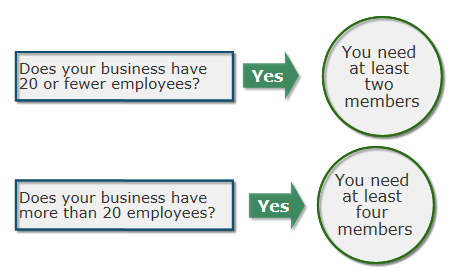 Does your business have
20 or fewer employees?
Yes
You need
at least
two
members
Does your business have
more than 20 employees?
Yes
You need
at least
four
members